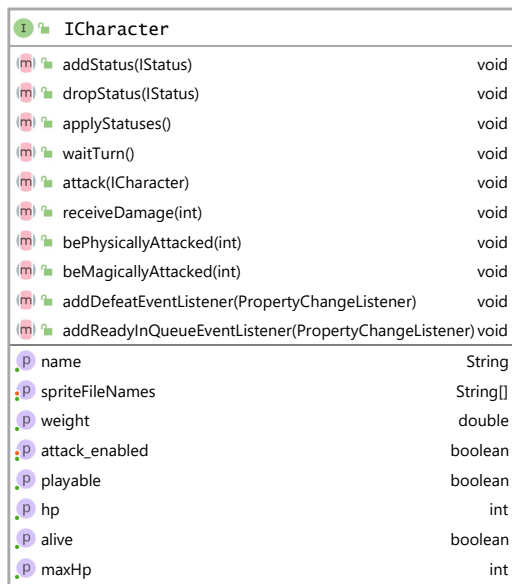 I ICharacter
m addStatus(IStatus) void
m dropStatus(IStatus) void
m applyStatuses() void
m waitTurn() void
m attack(ICharacter) void
m receiveDamage(int) void
m bePhysicallyAttacked(int) void
m beMagicallyAttacked(int) void
m addDefeatEventListener(PropertyChangeListener) void
m addReadyInQueueEventListener(PropertyChangeListener) void
p name String
p spriteFileNames String[]
p weight double
p attack_enabled boolean
p playable boolean
p hp int
p alive boolean
p maxHp int